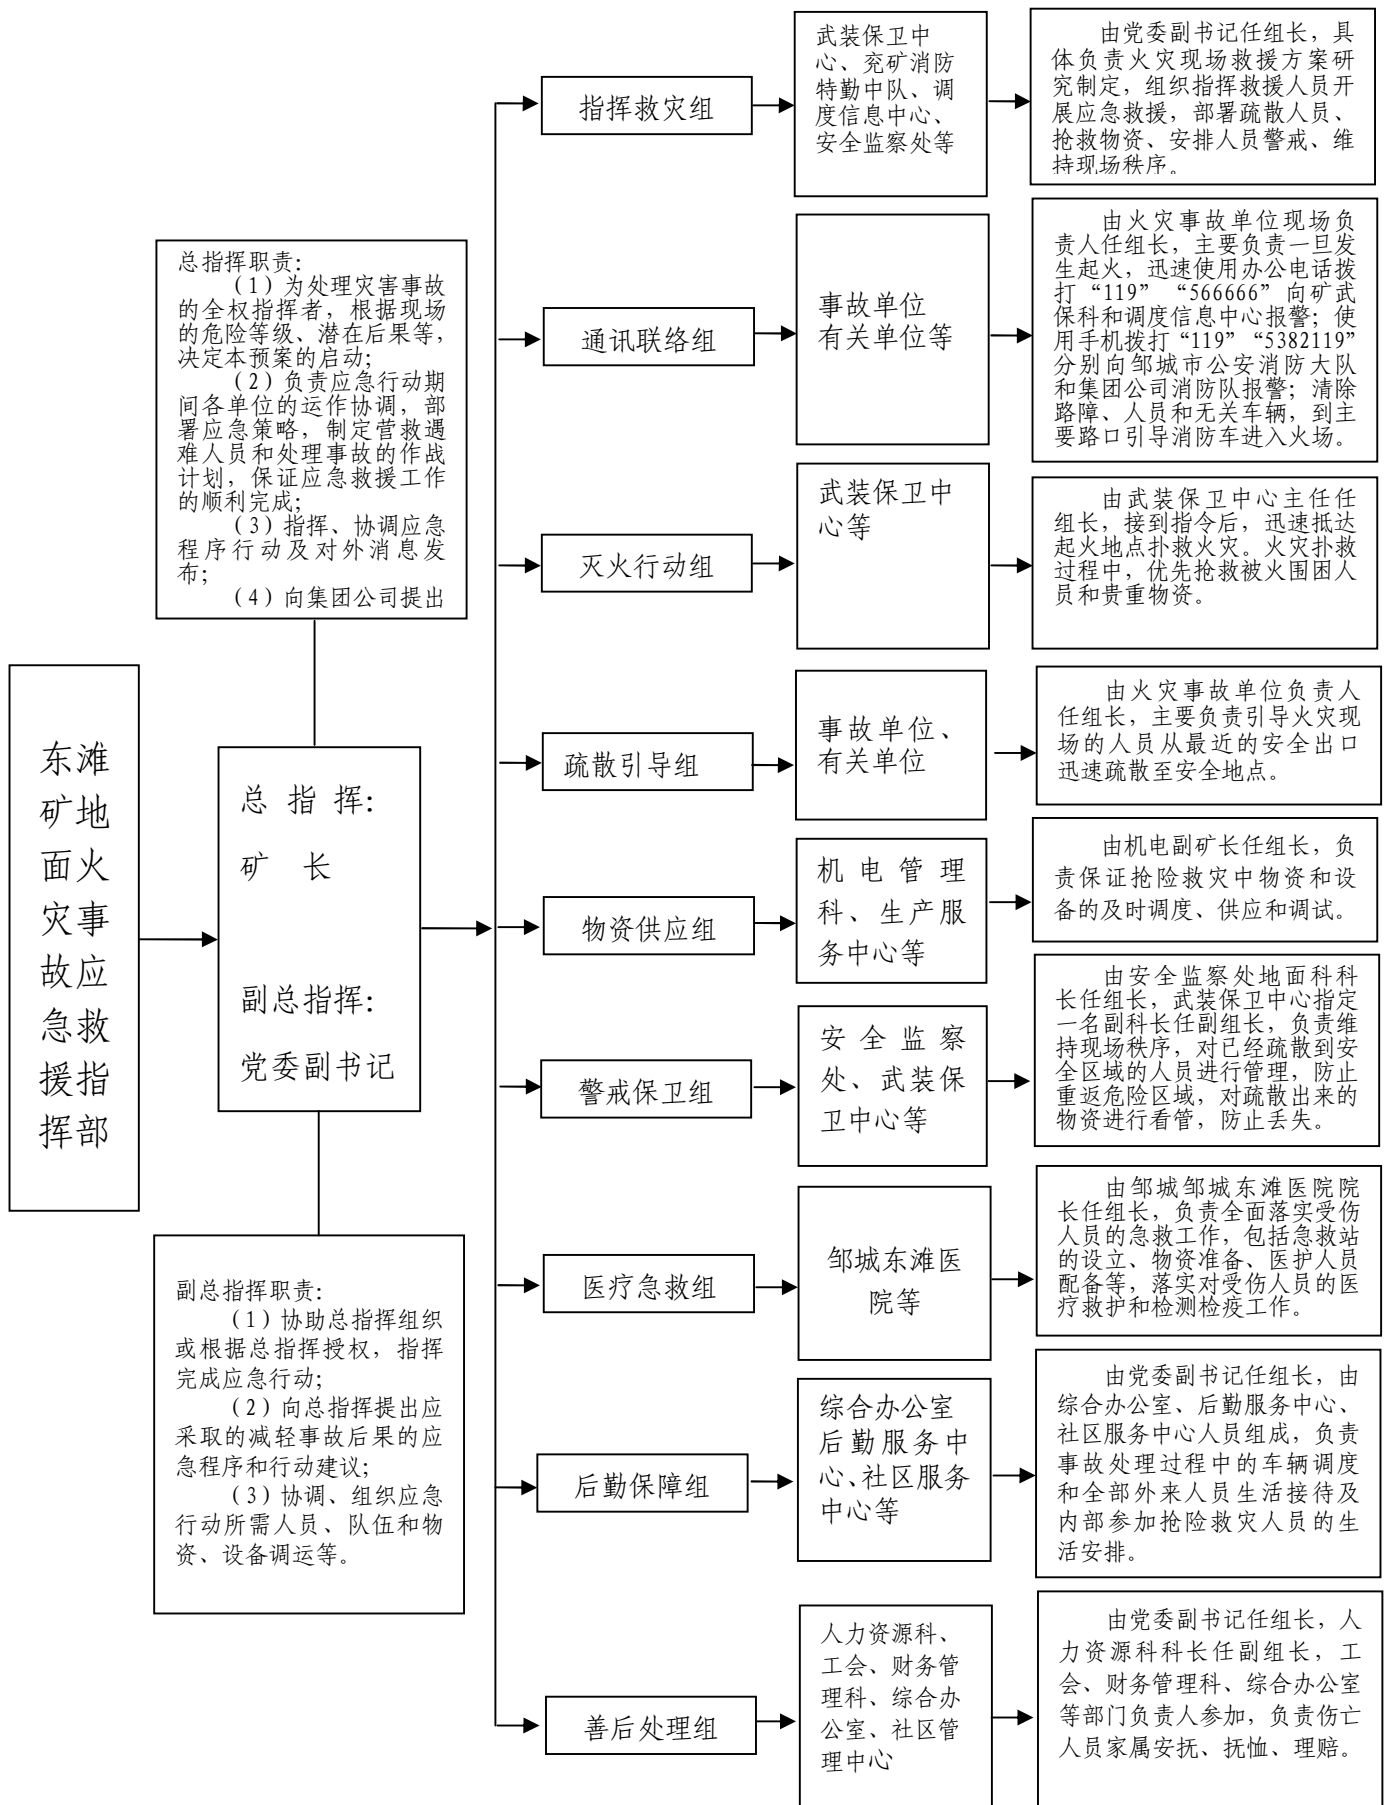 东滩
矿地
面火
灾事
故应
急救
援指
挥部
总指挥职责:
（1）为处理灾害事故
的全权指挥者，根据现场
的危险等级、潜在后果等，
决定本预案的启动;
（2）负责应急行动期
间各单位的运作协调，部
署应急策略，制定营救遇
难人员和处理事故的作战
计划，保证应急救援工作
的顺利完成;
（3）指挥、协调应急
程序行动及对外消息发
布;
（4）向集团公司提出
总 指 挥:
矿 长
副总指挥:
党委副书记
副总指挥职责:
（1）协助总指挥组织
或根据总指挥授权，指挥
完成应急行动;
（2）向总指挥提出应
采取的减轻事故后果的应
急程序和行动建议;
（3）协调、组织应急
行动所需人员、队伍和物
资、设备调运等。
指挥救灾组
武装保卫中
心、兖矿消防
特勤中队、调
度信息中心、
安全监察处等
由党委副书记任组长，具
体负责火灾现场救援方案研
究制定，组织指挥救援人员开
展应急救援，部署疏散人员、
抢救物资、安排人员警戒、维
持现场秩序。
通讯联络组
事故单位
有关单位等
由火灾事故单位现场负
责人任组长，主要负责一旦发
生起火，迅速使用办公电话拨
打“119”“566666”向矿武
保科和调度信息中心报警；使
用手机拨打“119”“5382119”
分别向邹城市公安消防大队
和集团公司消防队报警；清除
路障、人员和无关车辆，到主
要路口引导消防车进入火场。
灭火行动组
武装保卫中
心等
由武装保卫中心主任任
组长，接到指令后，迅速抵达
起火地点扑救火灾。火灾扑救
过程中，优先抢救被火围困人
员和贵重物资。
疏散引导组
事故单位、
有关单位
由火灾事故单位负责人
任组长，主要负责引导火灾现
场的人员从最近的安全出口
迅速疏散至安全地点。
物资供应组
机电管理
科、生产服
务中心等
由机电副矿长任组长，负
责保证抢险救灾中物资和设
备的及时调度、供应和调试。
警戒保卫组
安全监察
处、武装保
卫中心等
由安全监察处地面科科
长任组长，武装保卫中心指定
一名副科长任副组长，负责维
持现场秩序，对已经疏散到安
全区域的人员进行管理，防止
重返危险区域，对疏散出来的
物资进行看管，防止丢失。
医疗急救组
邹城东滩医
院等
由邹城邹城东滩医院院
长任组长，负责全面落实受伤
人员的急救工作，包括急救站
的设立、物资准备、医护人员
配备等，落实对受伤人员的医
疗救护和检测检疫工作。
后勤保障组
综合办公室
后勤服务中
心、社区服务
中心等
由党委副书记任组长，由
综合办公室、后勤服务中心、
社区服务中心人员组成，负责
事故处理过程中的车辆调度
和全部外来人员生活接待及
内部参加抢险救灾人员的生
活安排。
善后处理组
人力资源科、
工会、财务管
理科、综合办
公室、社区管
理中心
由党委副书记任组长，人
力资源科科长任副组长，工
会、财务管理科、综合办公室
等部门负责人参加，负责伤亡
人员家属安抚、抚恤、理赔。